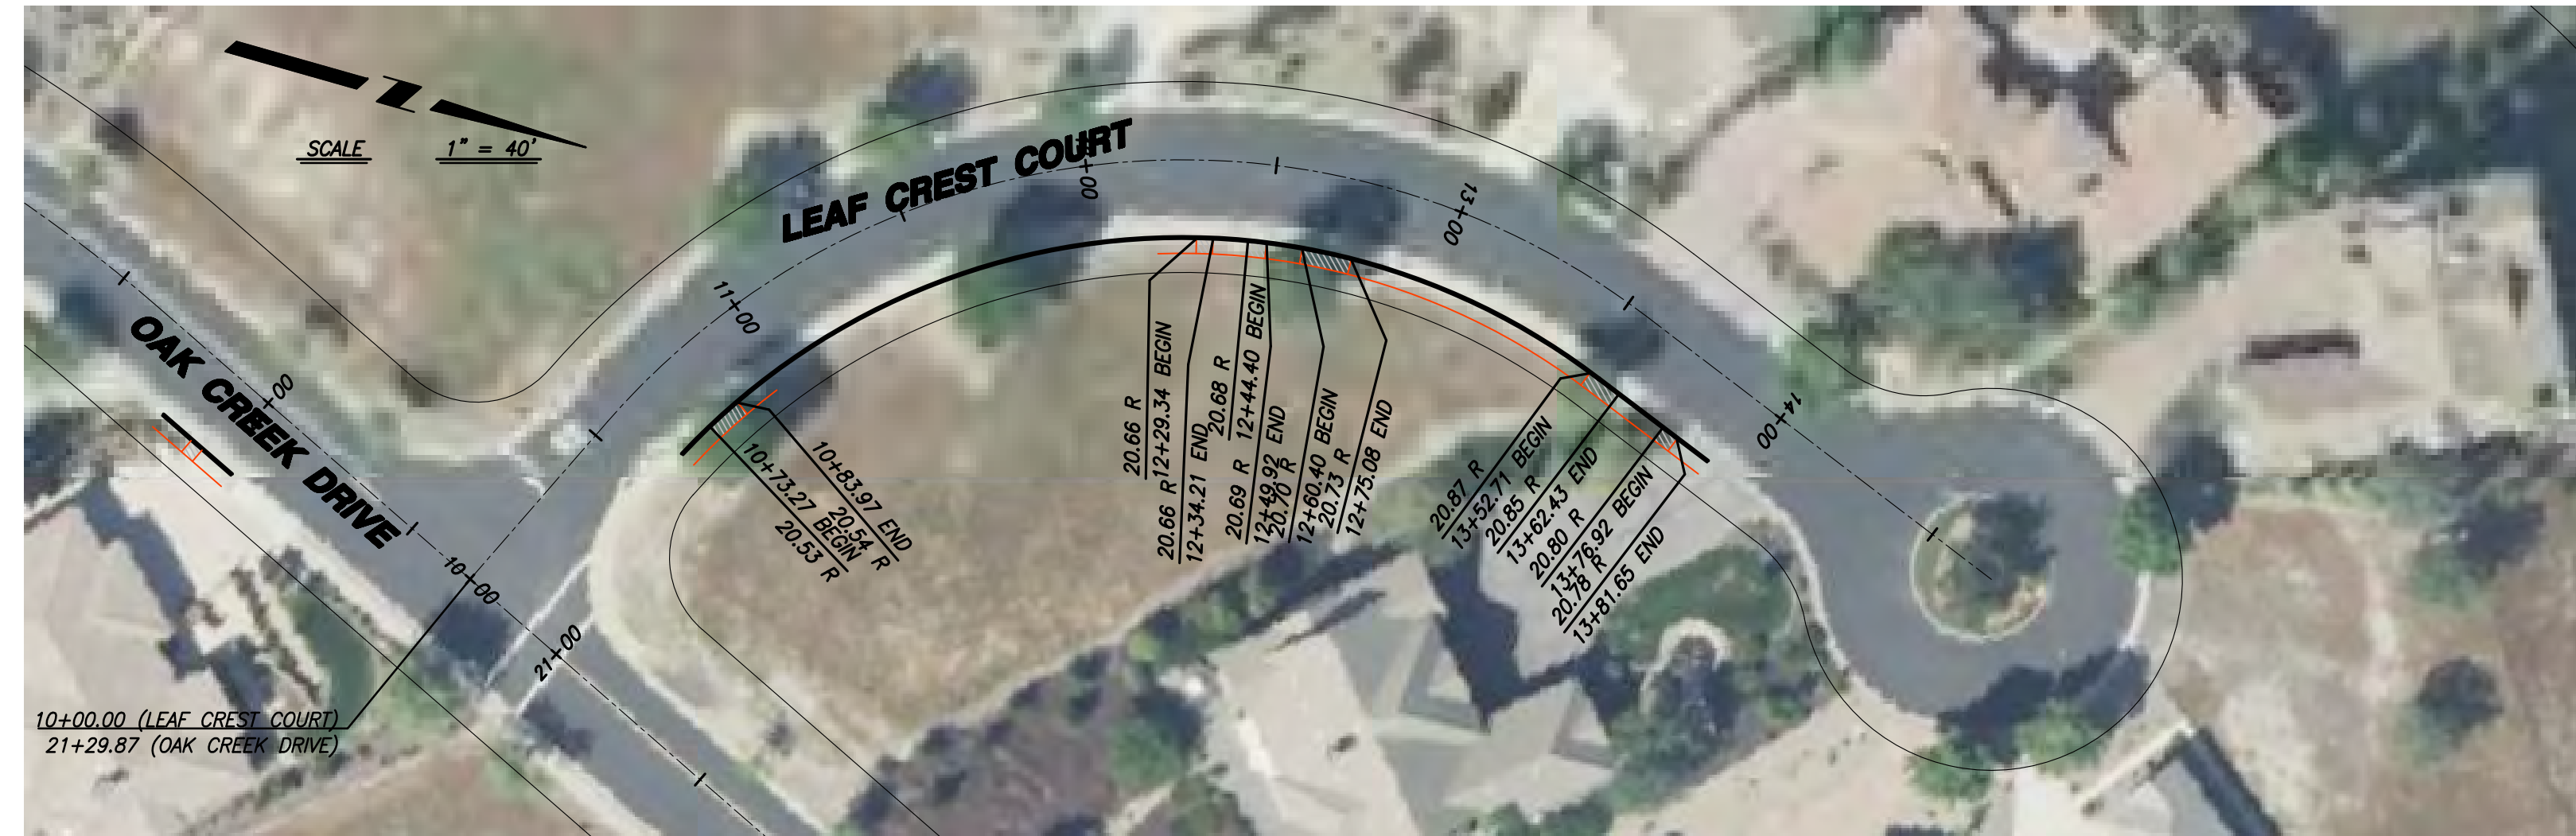 SCALE 1" = 40'
LEAF CREST COURT
OAK CREEK DRIVE
11+00
+00
13+00
14+00
10+00
21+00
+00
10+83.97 END
20.54 R
10+73.27 BEGIN
20.53 R
20.66 R
12+29.34 BEGIN
20.66 R
12+34.21 END
20.68 R
12+44.40 BEGIN
20.69 R
12+49.92 END
20.70 R
12+60.40 BEGIN
20.73 R
12+75.08 END
20.87 R
13+52.71 BEGIN
20.85 R
13+62.43 END
20.80 R
13+76.92 BEGIN
20.78 R
13+81.65 END
10+00.00 (LEAF CREST COURT)
21+29.87 (OAK CREEK DRIVE)